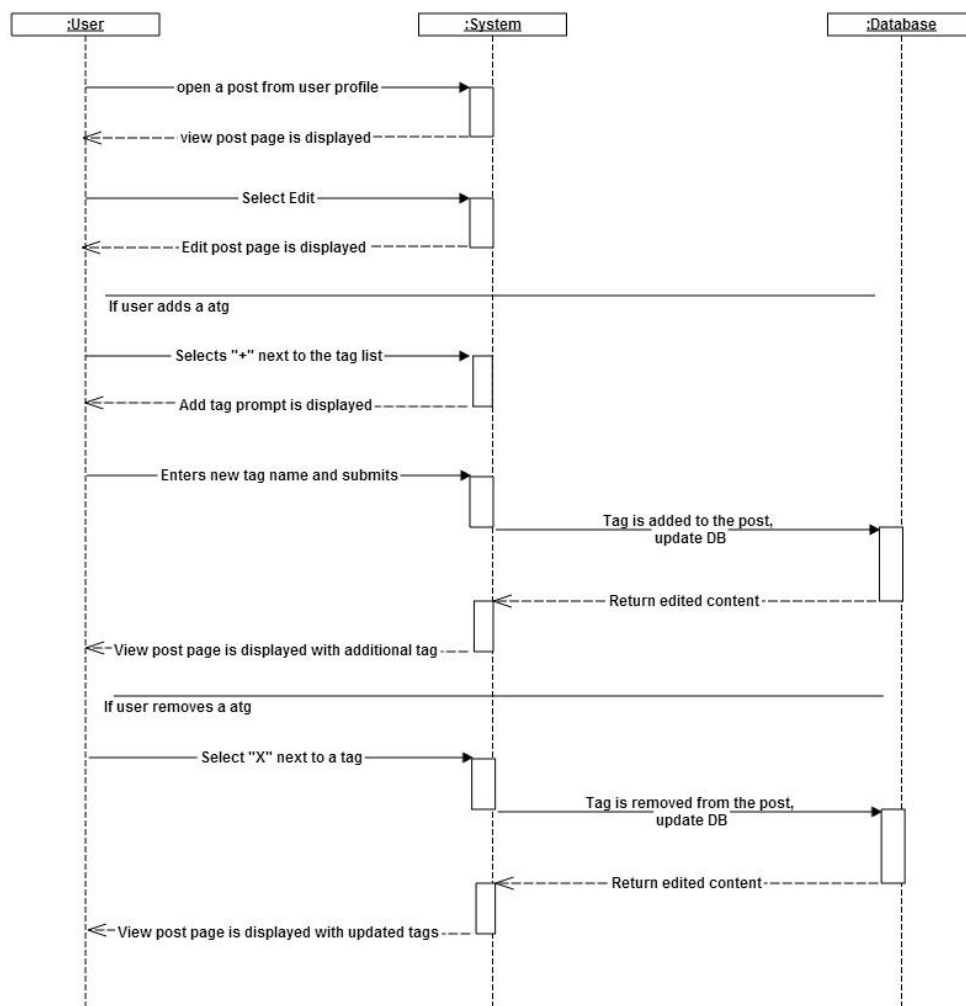 :User
:System
:Database
open a post from user profile
view post page is displayed
Select Edit
Edit post page is displayed
If user adds a atg
Selects "+" next to the tag list
Add tag prompt is displayed
Enters new tag name and submits
Tag is added to the post,
update DB
Return edited content
View post page is displayed with additional tag
If user removes a atg
Select "X" next to a tag
Tag is removed from the post,
update DB
Return edited content
View post page is displayed with updated tags